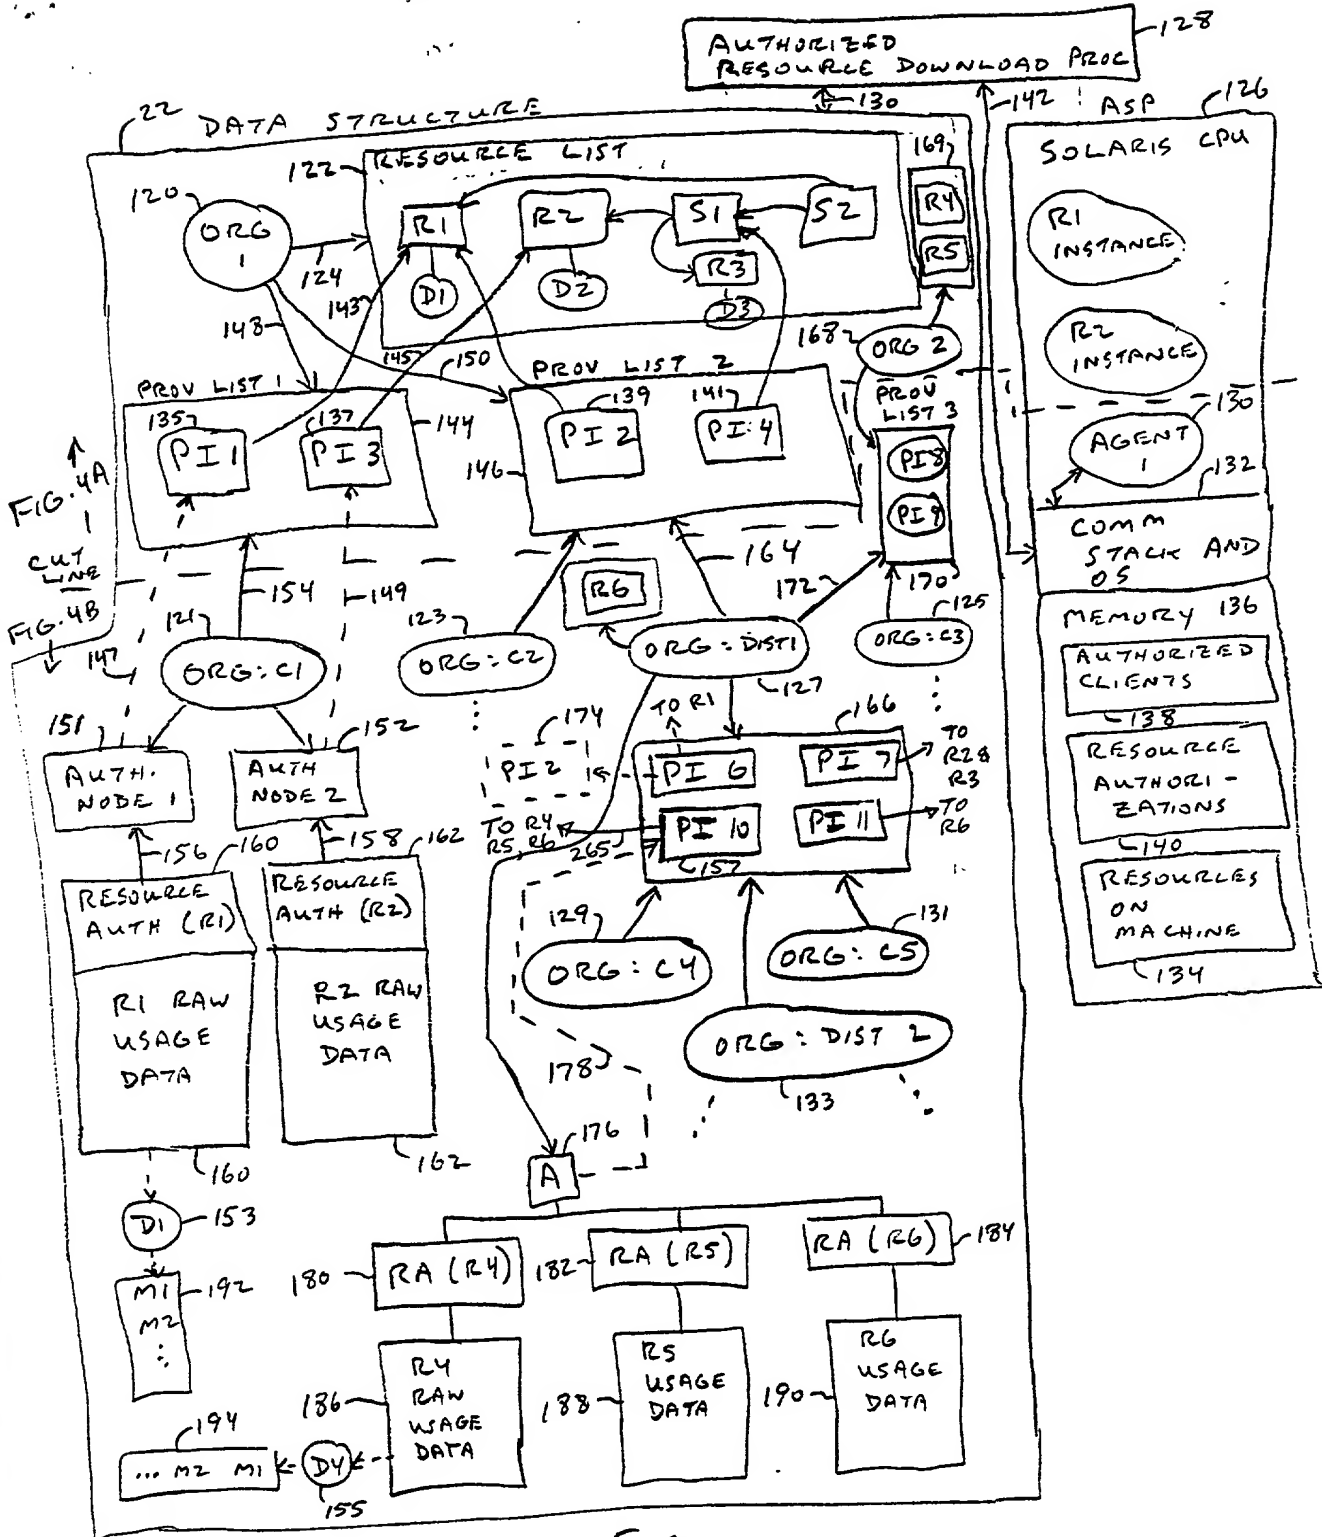 AUTHORIZED
RESOURCE DOWNLOAD PROC
128
130
142
ASP
126
22
DATA STRUCTURE
SOLARIS CPU
R1
INSTANCE
R2
INSTANCE
AGENT
1
130
132
COMM
STACK AND
OS
MEMORY 136
AUTHORIZED
CLIENTS
138
RESOURCE
AUTHORI-
ZATIONS
140
RESOURCES
ON
MACHINE
134
122
RESOURCE LIST
169
120
ORG
1
124
R1
R2
S1
S2
R3
D1
D2
D3
R4
R5
148
143
145
150
168
ORG 2
PROV LIST 1
135
PI 1
137
PI 3
144
PROV LIST 2
139
PI 2
141
PI 4
146
PROV
LIST 3
PI 8
PI 9
170
FIG. 4A
CUT
LINE
FIG. 4B
154
149
147
164
172
R6
121
ORG: C1
123
ORG: C2
ORG: DIST1
127
125
ORG: C3
151
AUTH.
NODE 1
152
AUTH
NODE 2
174
PI 2
TO R1
166
PI 6
PI 7
TO
R2 &
R3
PI 10
PI 11
TO
R6
TO R4
R5, R6
265
157
156
160
158
162
RESOURCE
AUTH (R1)
RESOURCE
AUTH (R2)
R1 RAW
USAGE
DATA
R2 RAW
USAGE
DATA
160
162
129
ORG: C4
131
ORG: C5
ORG: DIST 2
133
178
176
A
D1
153
M1
M2
192
180
RA (R4)
182
RA (R5)
RA (R6)
184
186
R4
RAW
USAGE
DATA
188
R5
USAGE
DATA
190
R6
USAGE
DATA
194
... M2 M1
D4
155